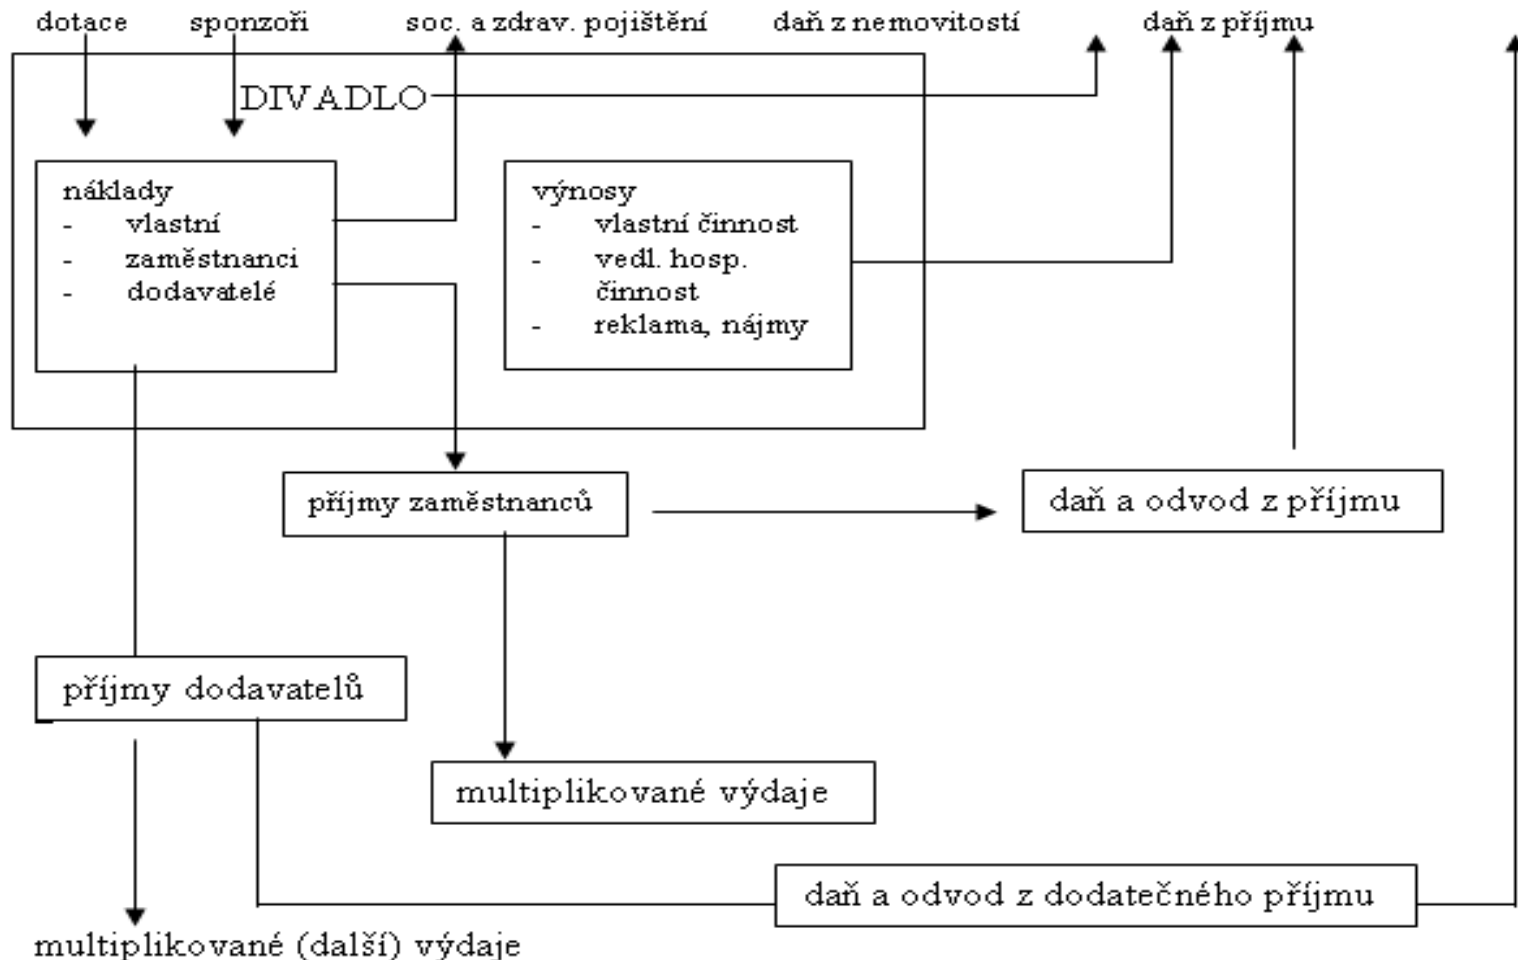 dotace sponzoři soc. a zdrav. pojištění daň z nemovitostí daň z příjmu
DIVADLO
náklady
- vlastní
- zaměstnanci
- dodavatelé
výnosy
- vlastní činnost
- vedl. hosp.
činnost
- reklama, nájmy
příjmy zaměstnanců
daň a odvod z příjmu
příjmy dodavatelů
multiplikované výdaje
daň a odvod z dodatečného příjmu
multiplikované (další) výdaje